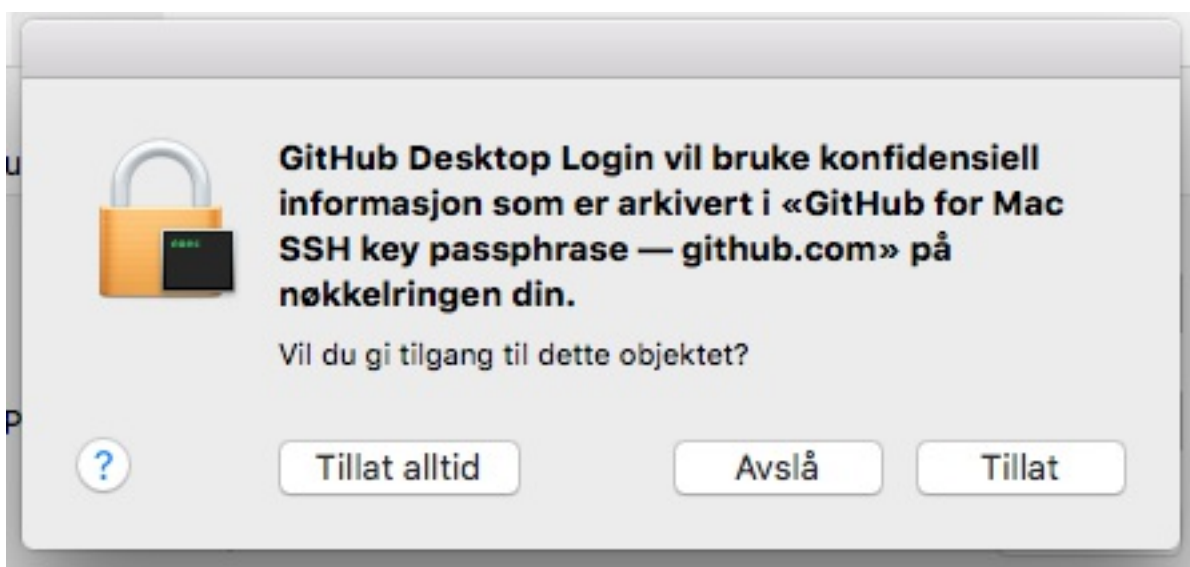 GitHub Desktop Login vil bruke konfidensiell
informasjon som er arkivert i «GitHub for Mac
SSH key passphrase — github.com» på
nøkkelringen din.
Vil du gi tilgang til dette objektet?
u
P
?
Tillat alltid
Avslå
Tillat